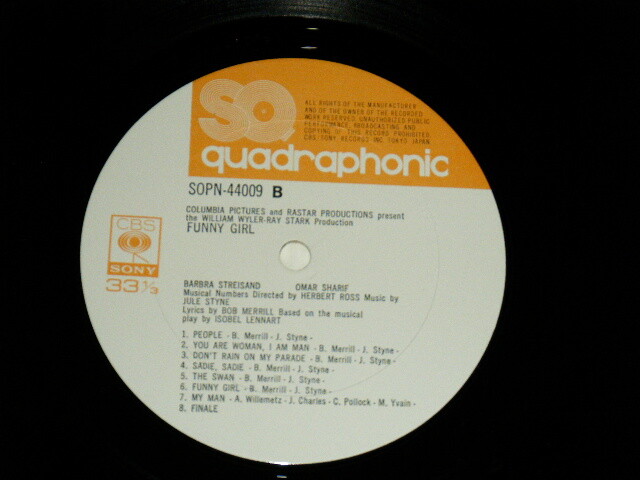 SQ
quadraphonic
ALL RIGHTS OF THE MANUFACTURER
AND OF THE OWNER OF THE RECORDED
WORK RESERVED. UNAUTHORIZED PUBLIC
PERFORMANCE, BROADCASTING AND
COPYING OF THIS RECORD PROHIBITED.
CBS/SONY RECORDS INC. TOKYO JAPAN
SOPN-44009 B
COLUMBIA PICTURES and RASTAR PRODUCTIONS present
the WILLIAM WYLER-RAY STARK Production
FUNNY GIRL
CBS
SONY
33 1/3
BARBRA STREISAND OMAR SHARIF
Musical Numbers Directed by HERBERT ROSS Music by
JULE STYNE
Lyrics by BOB MERRILL Based on the musical
play by ISOBEL LENNART
1. PEOPLE - B. Merrill - J. Styne -
2. YOU ARE WOMAN, I AM MAN - B. Merrill - J. Styne -
3. DON'T RAIN ON MY PARADE - B. Merrill - J. Styne -
4. SADIE, SADIE - B. Merrill - J. Styne -
5. THE SWAN - B. Merrill - J. Styne -
6. FUNNY GIRL - B. Merrill - J. Styne -
7. MY MAN - A. Willemetz - J. Charles - C. Pollock - M. Yvain -
8. FINALE